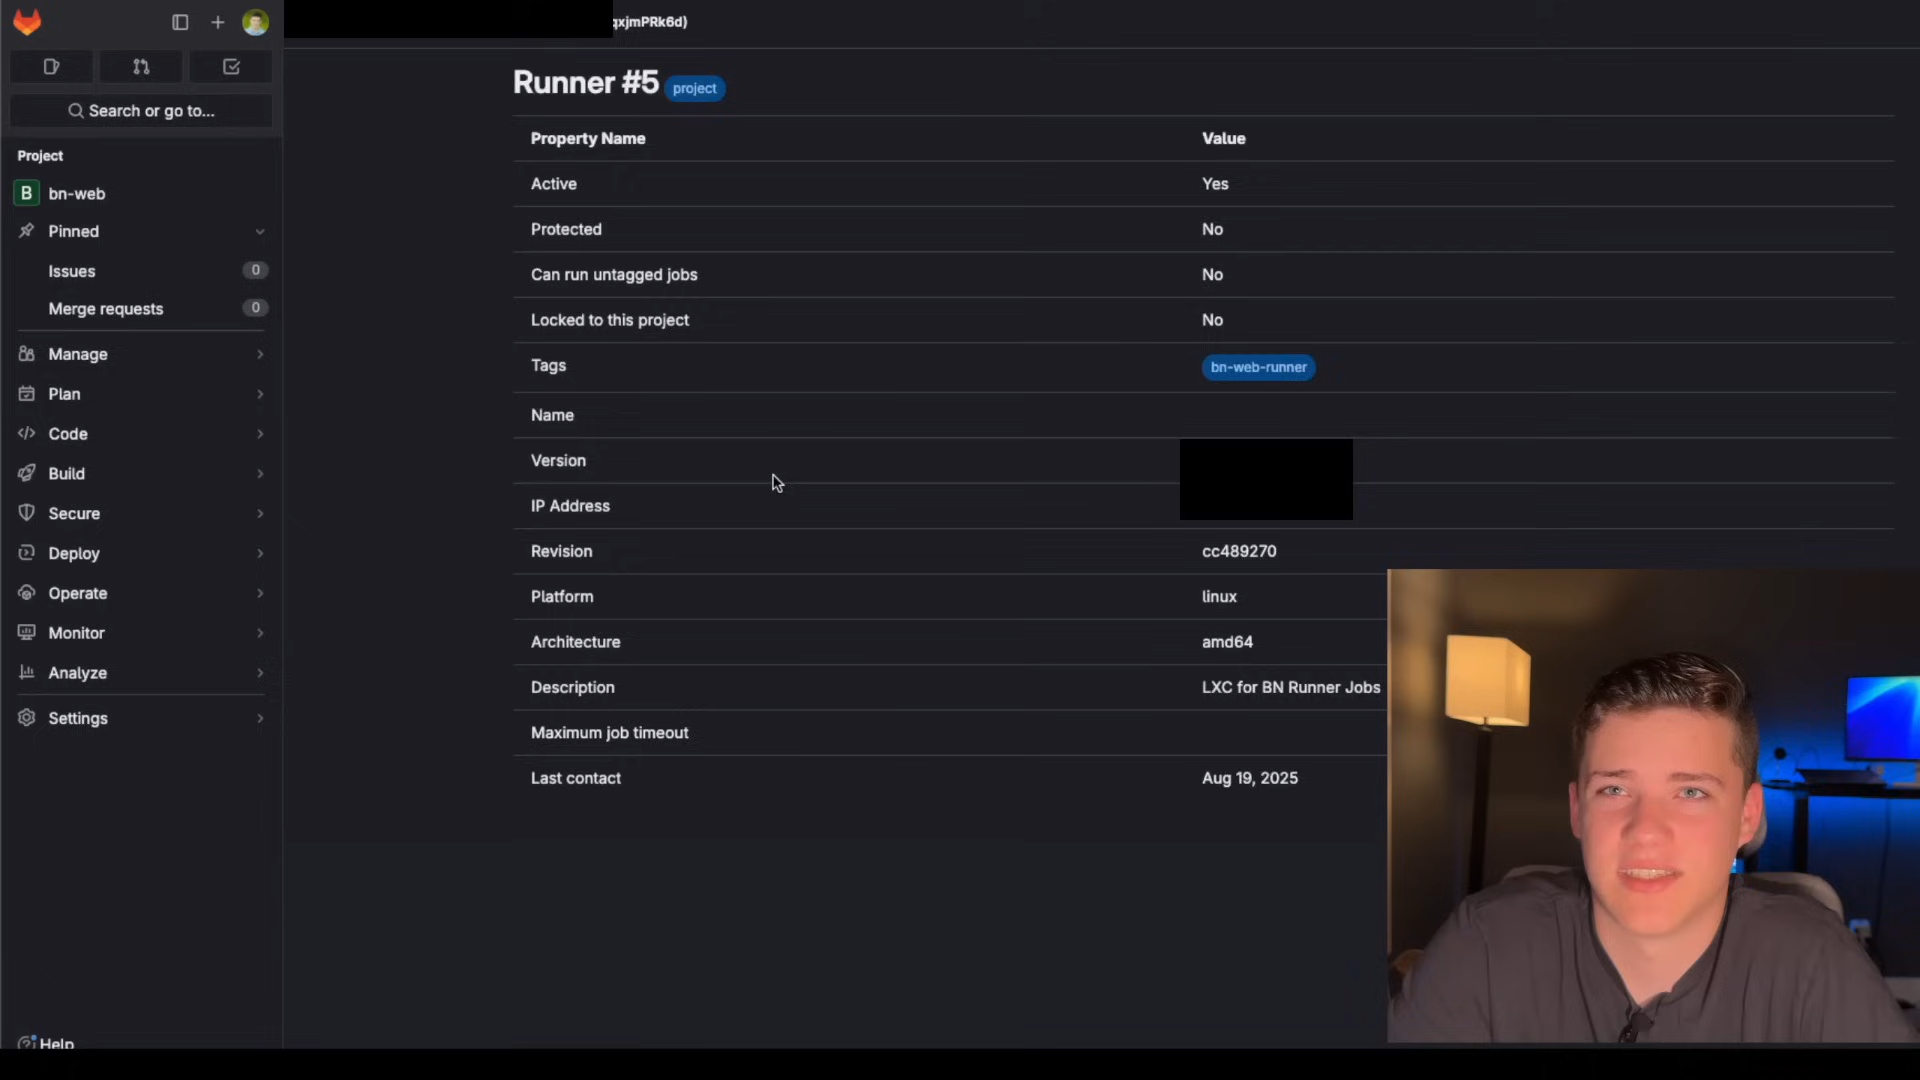 qxjmPRk6d)
Search or go to...
Project
B bn-web
Pinned
Issues 0
Merge requests 0
Manage
Plan
Code
Build
Secure
Deploy
Operate
Monitor
Analyze
Settings
Help
Runner #5 project
Property Name Value
Active Yes
Protected No
Can run untagged jobs No
Locked to this project No
Tags bn-web-runner
Name
Version
IP Address
Revision cc489270
Platform linux
Architecture amd64
Description LXC for BN Runner Jobs
Maximum job timeout
Last contact Aug 19, 2025